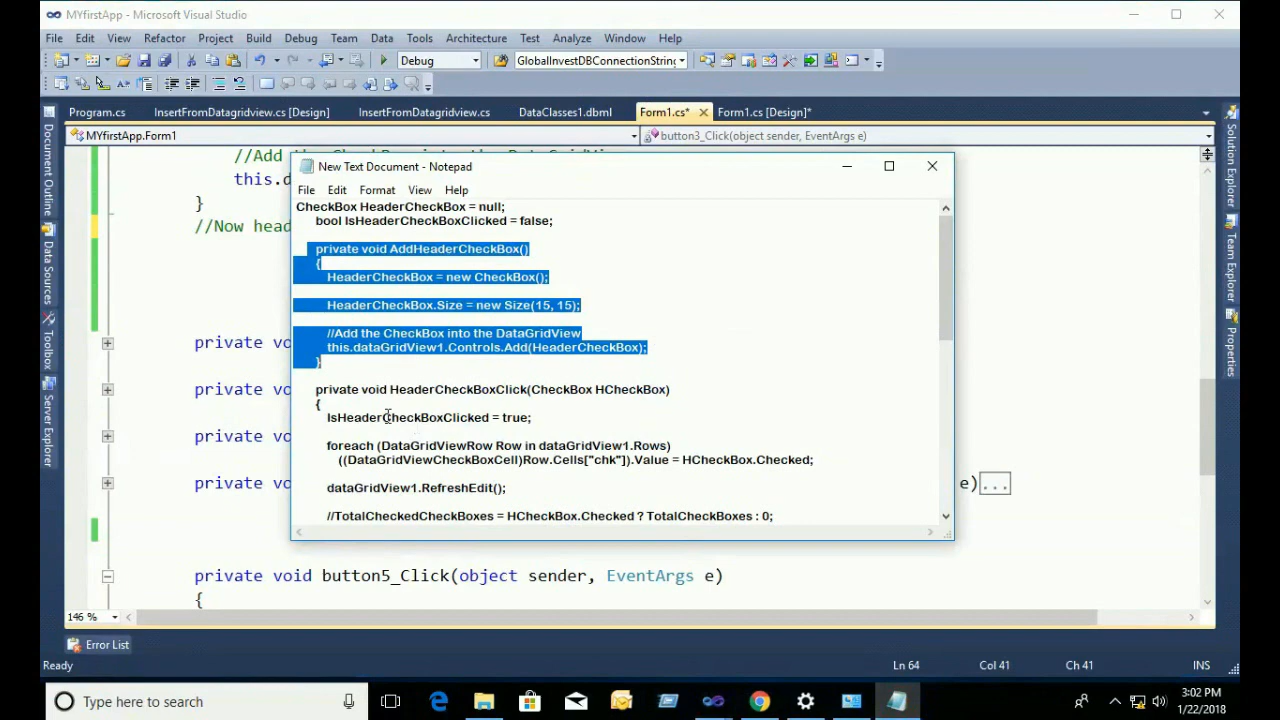 MYfirstApp - Microsoft Visual Studio
File Edit View Refactor Project Build Debug Team Data Tools Architecture Test Analyze Window Help
Debug GlobalInvestDBConnectionString
Program.cs InsertFromDatagridview.cs [Design] InsertFromDatagridview.cs DataClasses1.dbml Form1.cs* Form1.cs [Design]*
MYfirstApp.Form1 button3_Click(object sender, EventArgs e)
//Add
this.d
}
//Now head
private vo
private vo
private vo
private vo e)...
private void button5_Click(object sender, EventArgs e)
{
New Text Document - Notepad
File Edit Format View Help
CheckBox HeaderCheckBox = null;
bool IsHeaderCheckBoxClicked = false;
private void AddHeaderCheckBox()
{
HeaderCheckBox = new CheckBox();
HeaderCheckBox.Size = new Size(15, 15);
//Add the CheckBox into the DataGridView
this.dataGridView1.Controls.Add(HeaderCheckBox);
}
private void HeaderCheckBoxClick(CheckBox HCheckBox)
{
IsHeaderCheckBoxClicked = true;
foreach (DataGridViewRow Row in dataGridView1.Rows)
((DataGridViewCheckBoxCell)Row.Cells["chk"]).Value = HCheckBox.Checked;
dataGridView1.RefreshEdit();
//TotalCheckedCheckBoxes = HCheckBox.Checked ? TotalCheckBoxes : 0;
Document Outline
Data Sources
Toolbox
Server Explorer
Solution Explorer
Team Explorer
Properties
146 %
Error List
Ready Ln 64 Col 41 Ch 41 INS
Type here to search
3:02 PM
1/22/2018